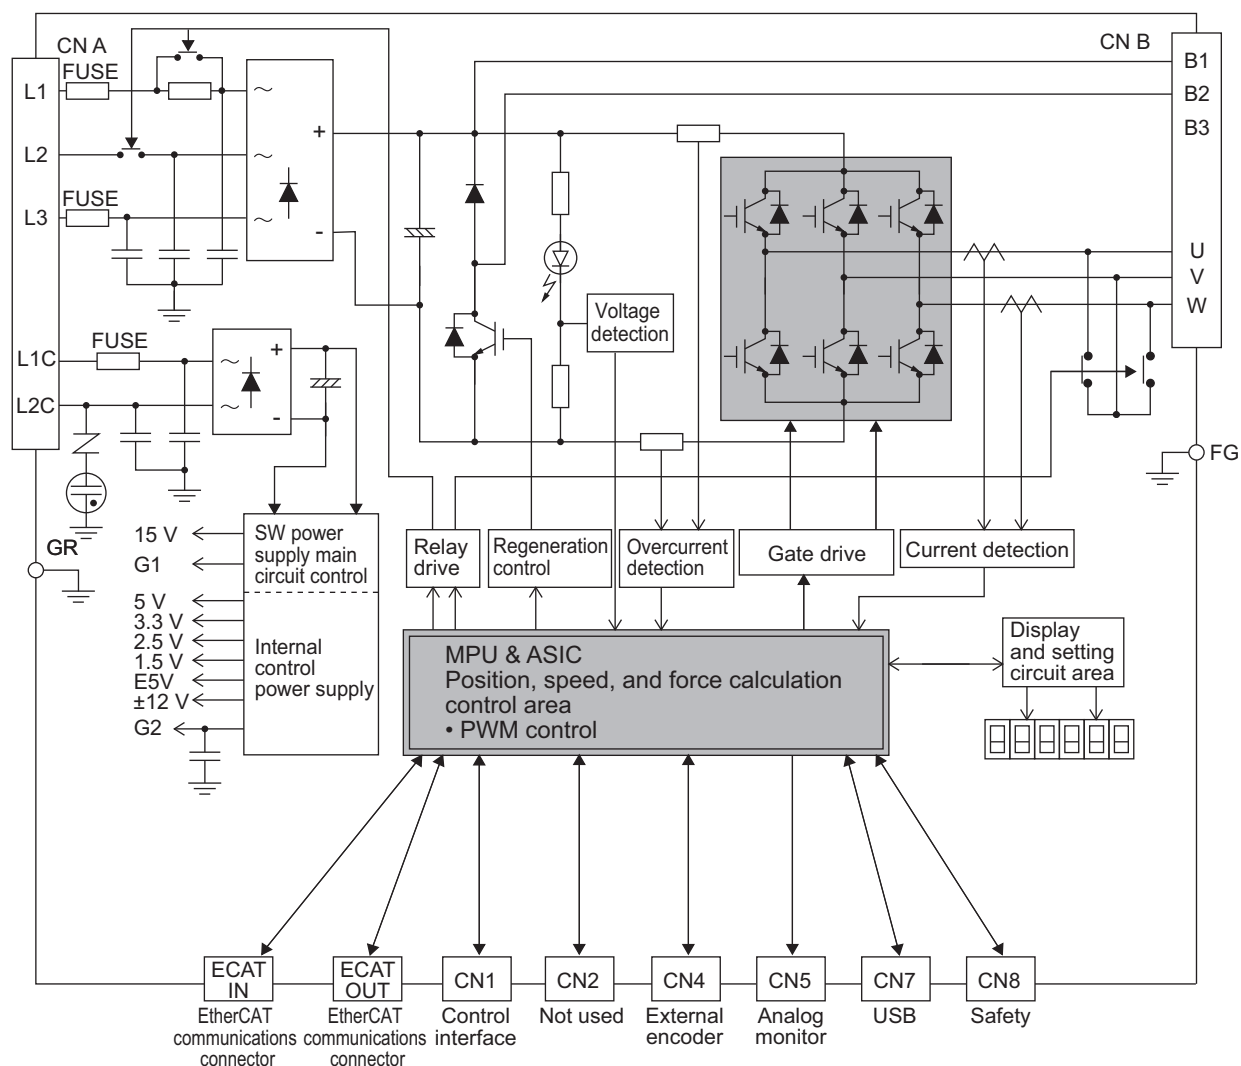 CN A
CN B
FUSE
L1
L2
FUSE
L3
+
-
B1
B2
B3
U
V
W
FUSE
L1C
L2C
+
-
Voltage
detection
FG
GR
15 V
G1
5 V
3.3 V
2.5 V
1.5 V
E5V
±12 V
G2
SW power
supply main
circuit control
Internal
control
power supply
Relay
drive
Regeneration
control
Overcurrent
detection
Gate drive
Current detection
MPU & ASIC
Position, speed, and force calculation
control area
• PWM control
Display
and setting
circuit area
ECAT
IN
EtherCAT
communications
connector
ECAT
OUT
EtherCAT
communications
connector
CN1
Control
interface
CN2
Not used
CN4
External
encoder
CN5
Analog
monitor
CN7
USB
CN8
Safety